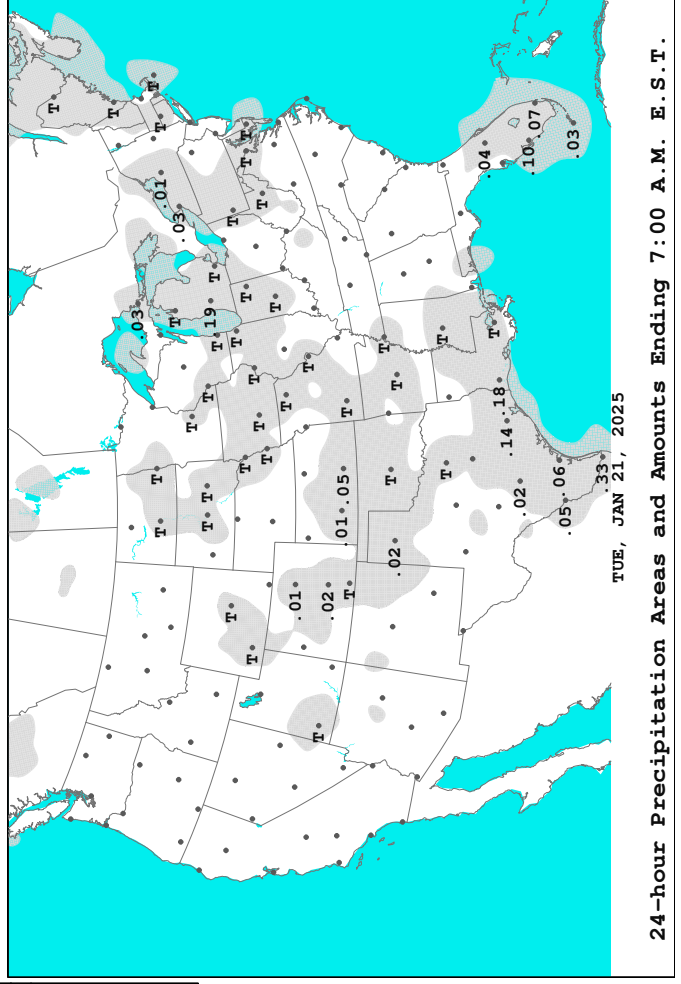 T
T
T
.03
T T .01 T
T .03
T
T T T .19 T
T
T T T
T T T T
T T
T T T
T
T
.01
T
T
.02
T .01 .05 T
.02 T T T
T T
.04
.14 .18 T
.02
.10 .07
.05 .06
.03
.33
TUE, JAN 21, 2025
24-hour Precipitation Areas and Amounts Ending 7:00 A.M. E.S.T.